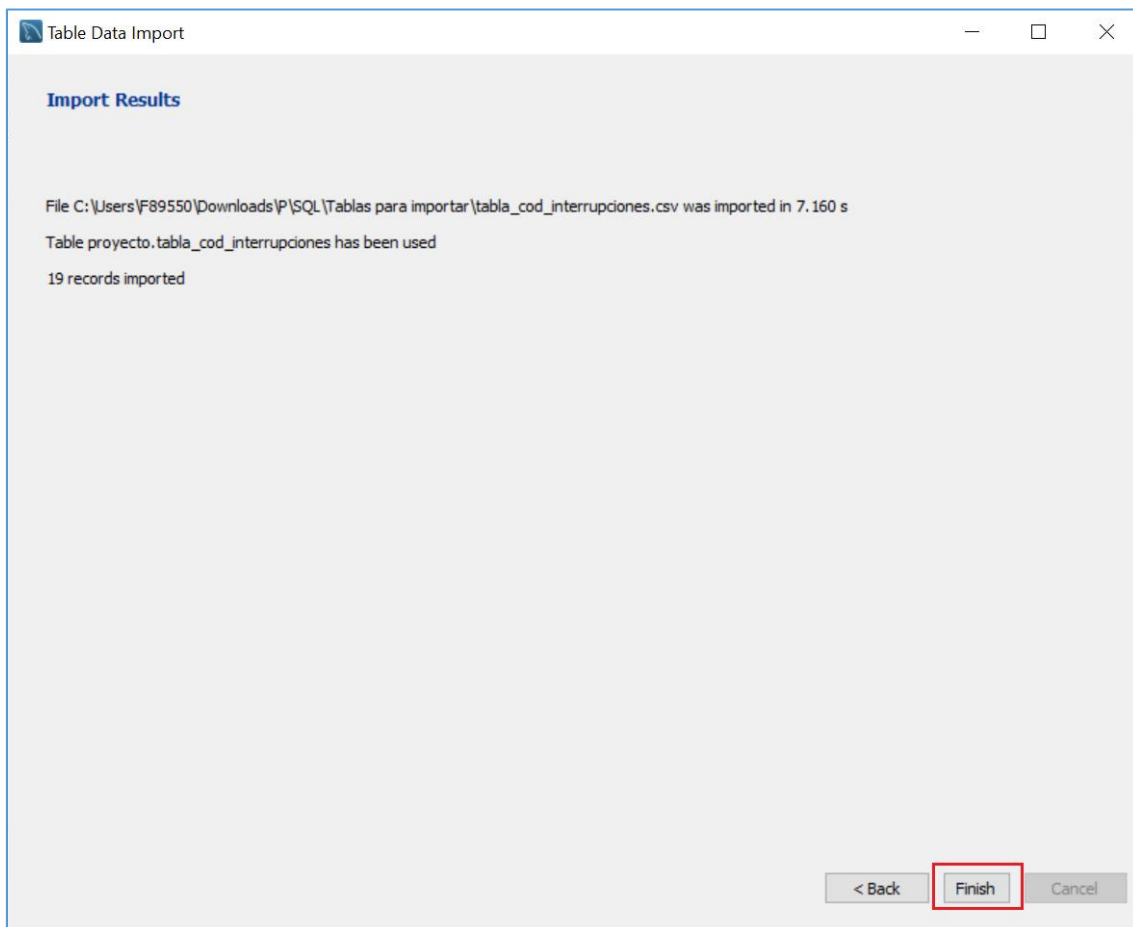 Table Data Import
Import Results
File C:\Users\F89550\Downloads\P\SQL\Tablas para importar\tabla_cod_interrupciones.csv was imported in 7.160 s
Table proyecto.tabla_cod_interrupciones has been used
19 records imported
< Back Finish Cancel